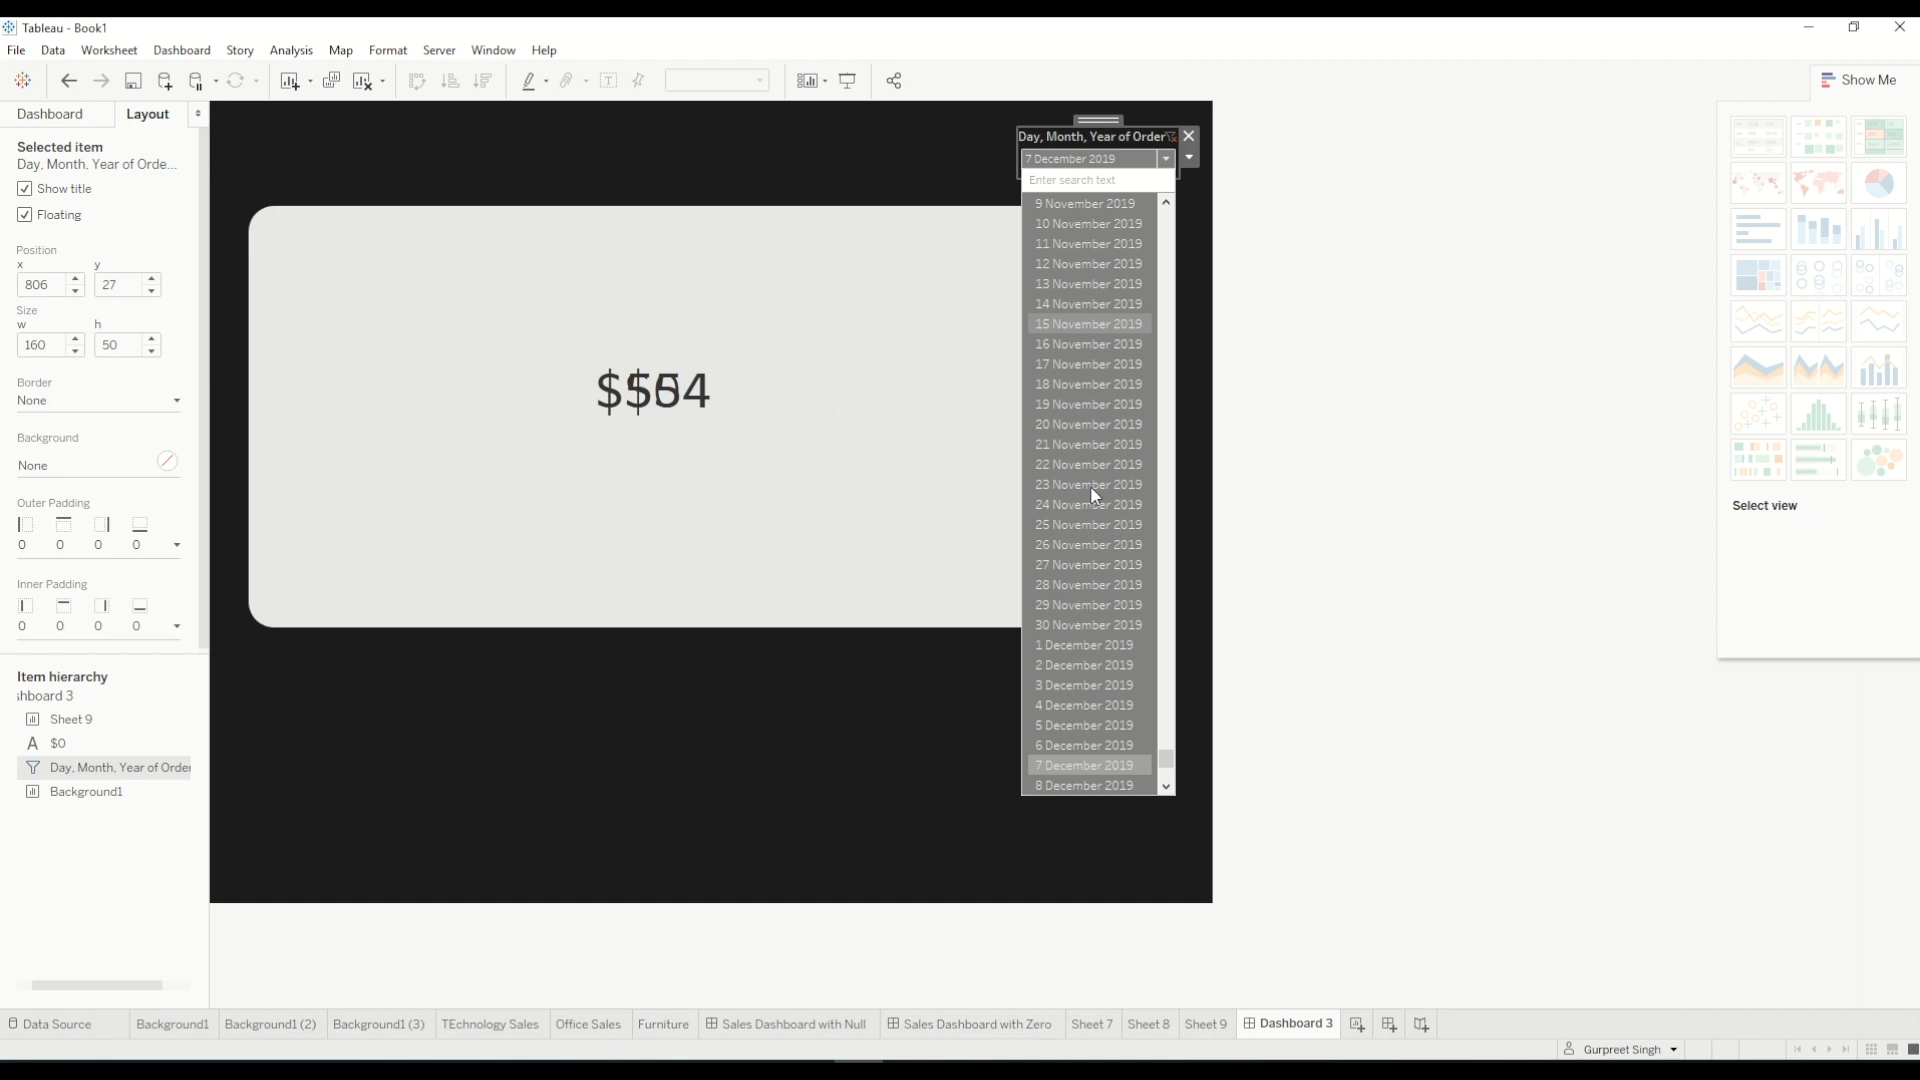 Tableau - Book1
File Data Worksheet Dashboard Story Analysis Map Format Server Window Help
Show Me
Dashboard Layout
Selected item
Day, Month, Year of Orde...
Show title
Floating
Position
x y
806 27
Size
w h
160 50
Border
None
Background
None
Outer Padding
0 0 0 0
Inner Padding
0 0 0 0
Item hierarchy
shboard 3
Sheet 9
A $0
Day, Month, Year of Order
Background1
Day, Month, Year of Order
7 December 2019
Enter search text
9 November 2019
10 November 2019
11 November 2019
12 November 2019
13 November 2019
14 November 2019
15 November 2019
16 November 2019
17 November 2019
18 November 2019
19 November 2019
20 November 2019
21 November 2019
22 November 2019
23 November 2019
24 November 2019
25 November 2019
26 November 2019
27 November 2019
28 November 2019
29 November 2019
30 November 2019
1 December 2019
2 December 2019
3 December 2019
4 December 2019
5 December 2019
6 December 2019
7 December 2019
8 December 2019
Select view
Data Source Background1 Background1 (2) Background1 (3) TEchnology Sales Office Sales Furniture Sales Dashboard with Null Sales Dashboard with Zero Sheet 7 Sheet 8 Sheet 9 Dashboard 3
Gurpreet Singh